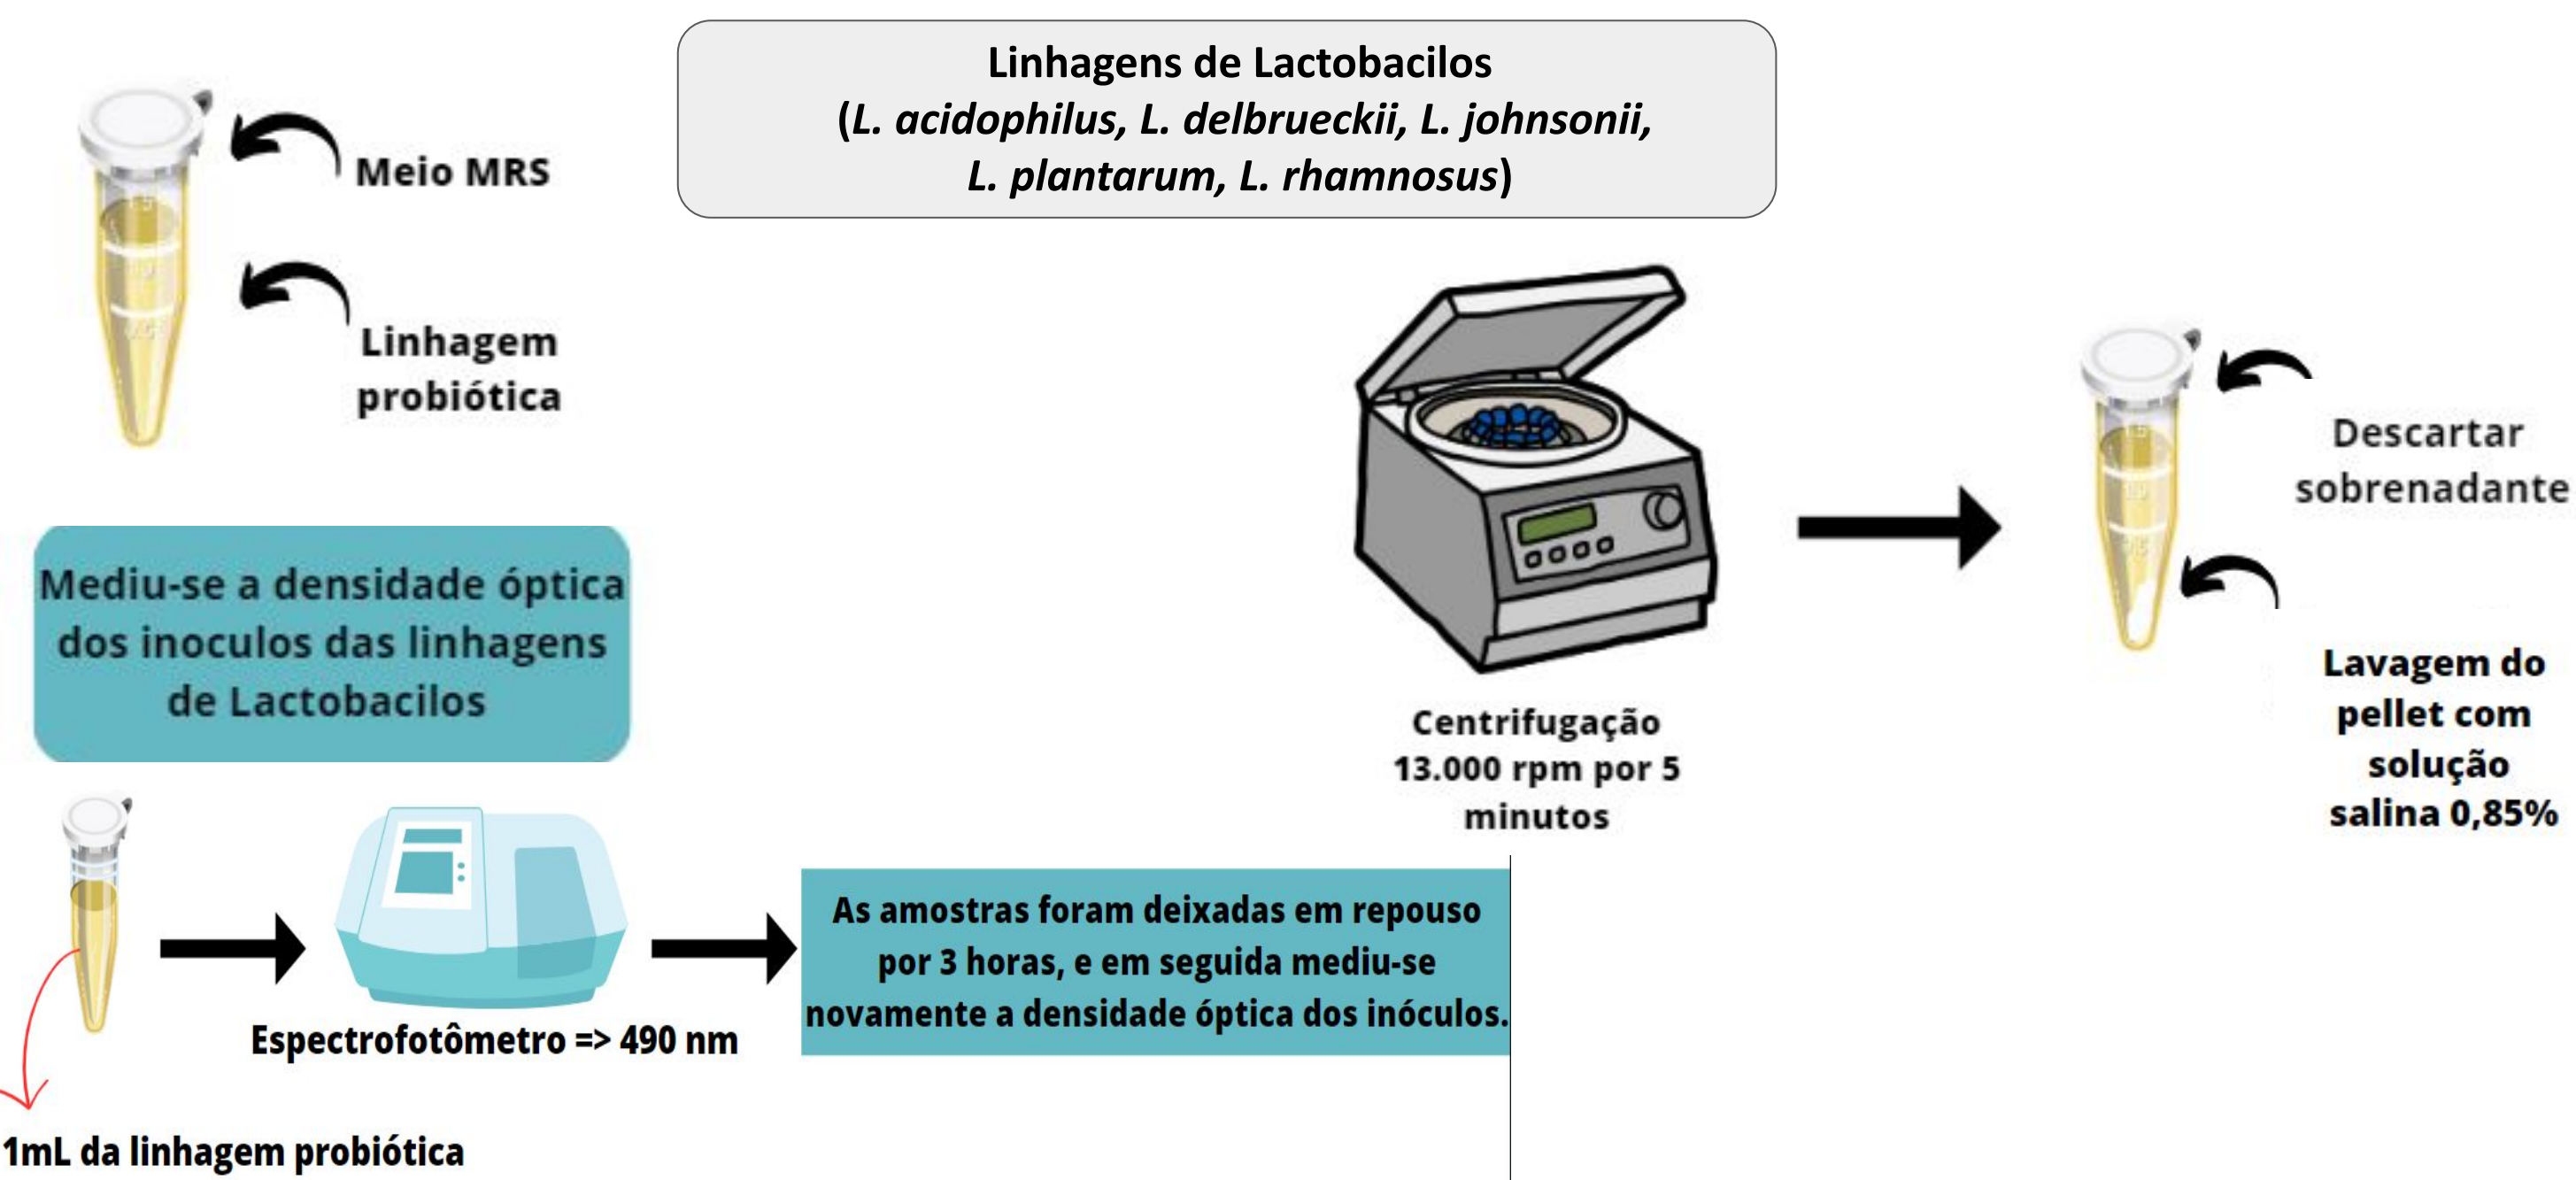 Linhagens de Lactobacilos
(L. acidophilus, L. delbrueckii, L. johnsonii,
L. plantarum, L. rhamnosus)
Meio MRS
Linhagem
probiótica
Centrifugação
13.000 rpm por 5
minutos
Descartar
sobrenadante
Lavagem do
pellet com
solução
salina 0,85%
Mediu-se a densidade óptica
dos inoculos das linhagens
de Lactobacilos
Espectrofotômetro => 490 nm
1mL da linhagem probiótica
As amostras foram deixadas em repouso
por 3 horas, e em seguida mediu-se
novamente a densidade óptica dos inóculos.